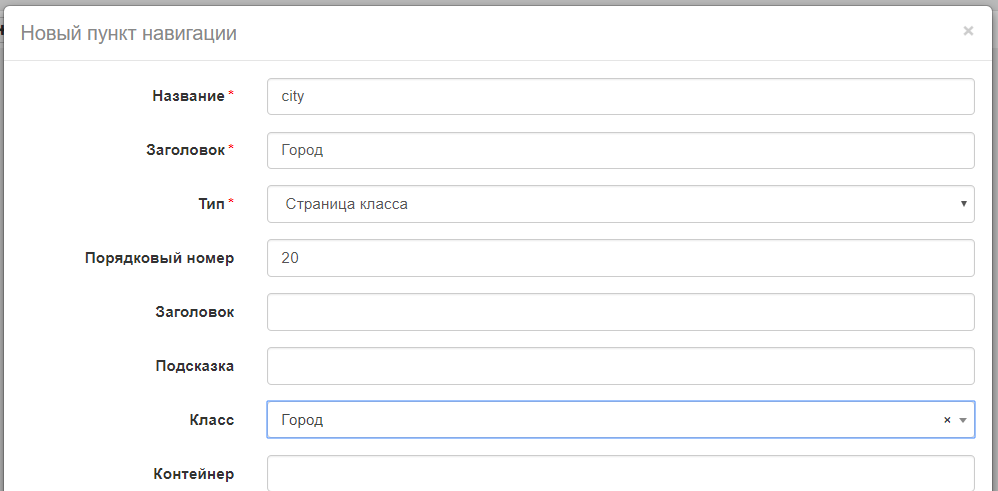 Новый пункт навигации ×
Название * city
Заголовок * Город
Тип * Страница класса
Порядковый номер 20
Заголовок
Подсказка
Класс Город ×
Контейнер